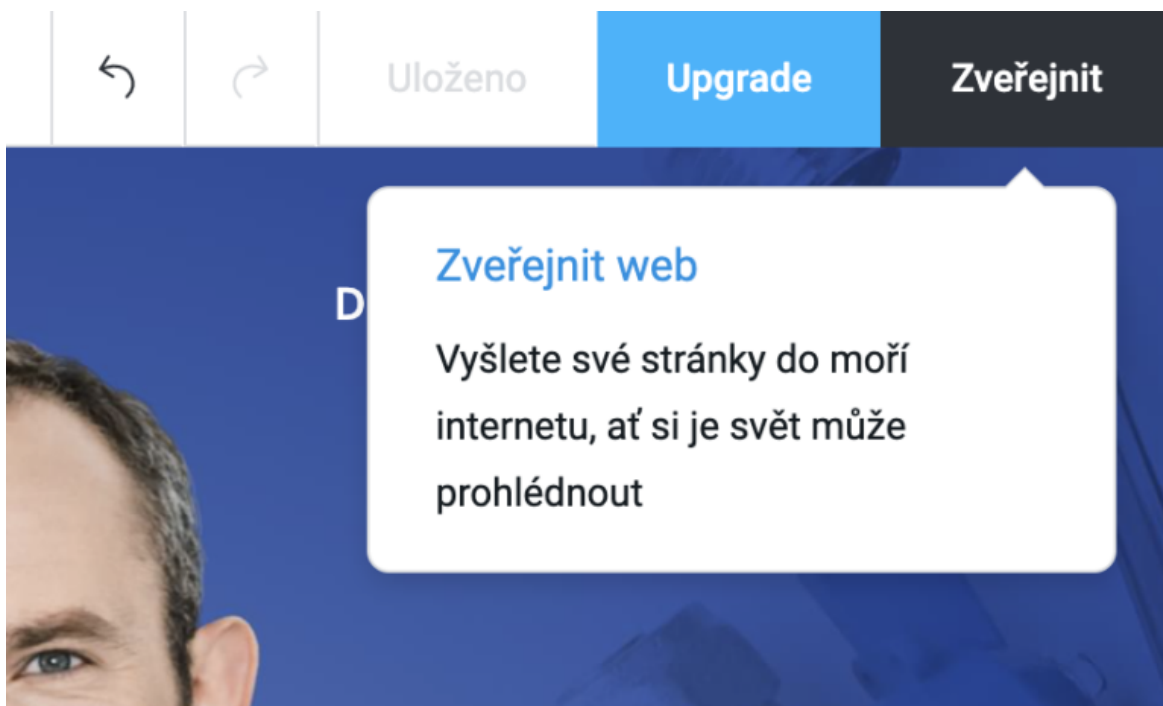 Uloženo
Upgrade
Zveřejnit
Zveřejnit web
D
Vyšlete své stránky do moří
internetu, ať si je svět může
prohlédnout